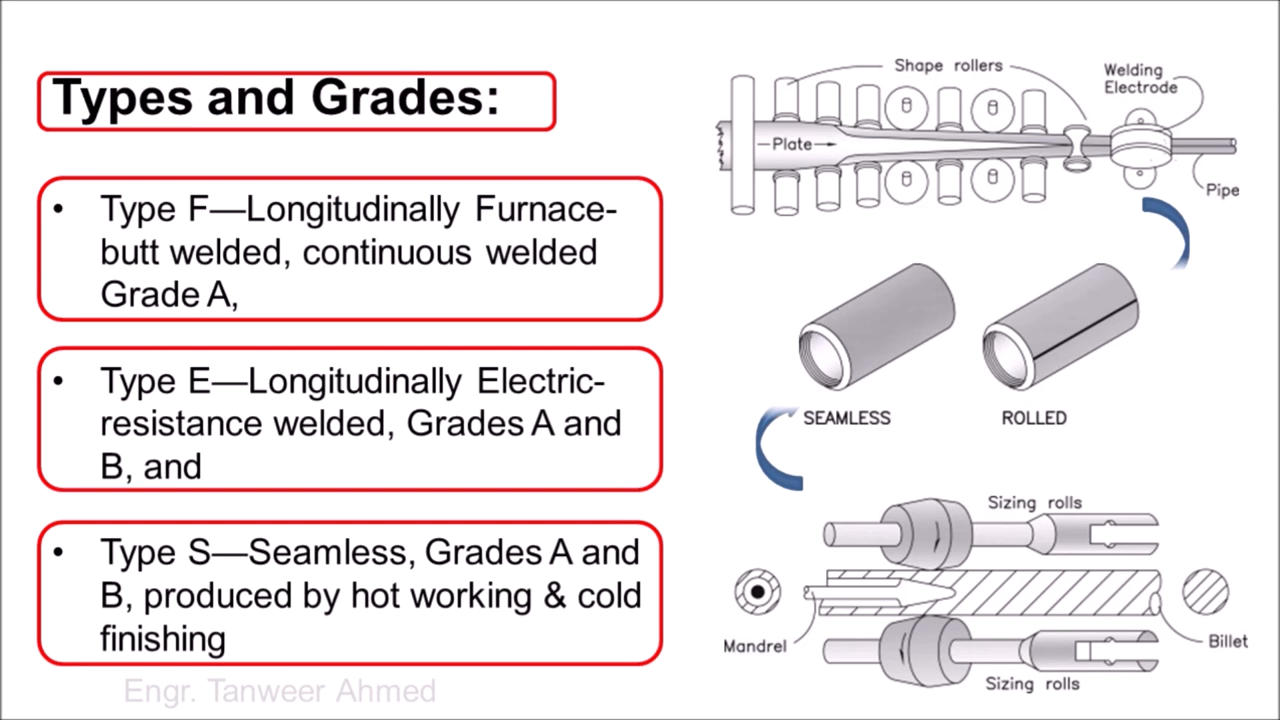 Types and Grades:
• Type F—Longitudinally Furnace-
butt welded, continuous welded
Grade A,
• Type E—Longitudinally Electric-
resistance welded, Grades A and
B, and
• Type S—Seamless, Grades A and
B, produced by hot working & cold
finishing
Engr. Tanweer Ahmed
Shape rollers
Welding
Electrode
Plate
Pipe
SEAMLESS
ROLLED
Sizing rolls
Mandrel
Billet
Sizing rolls